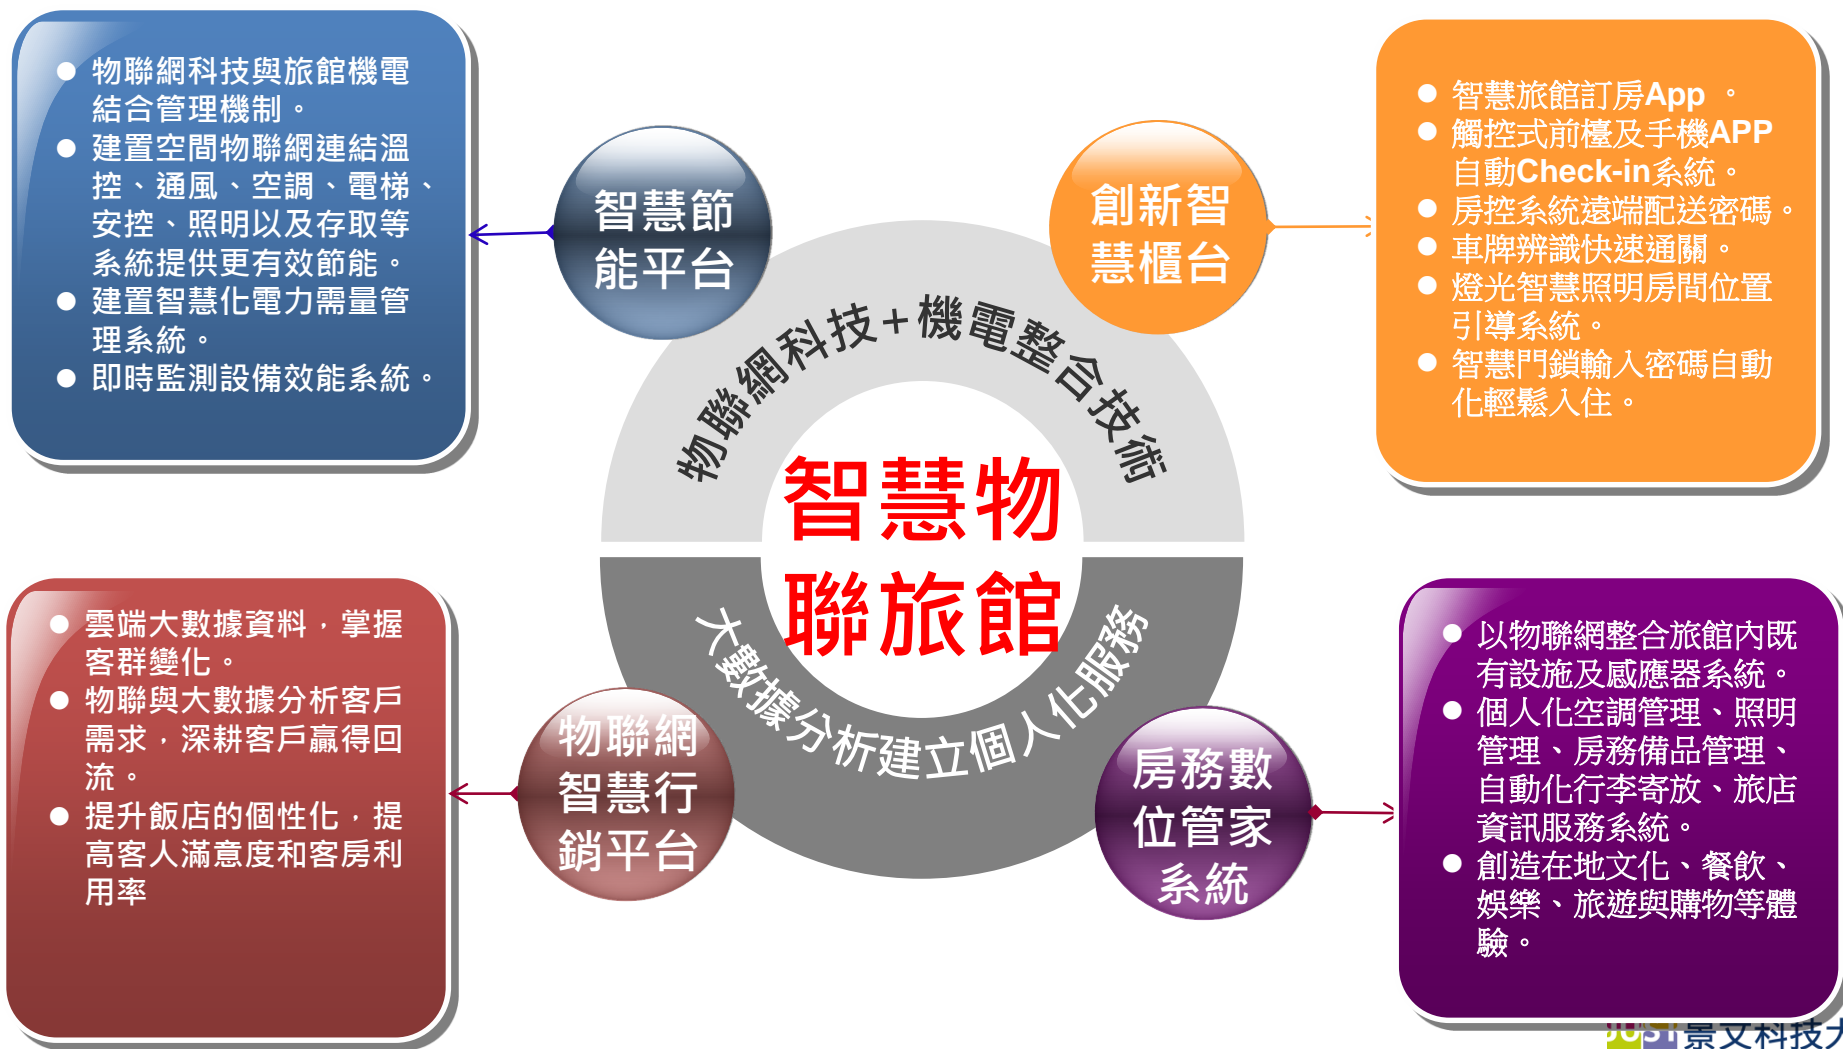 ● 物聯網科技與旅館機電
結合管理機制。
● 建置空間物聯網連結溫
控、通風、空調、電梯、
安控、照明以及存取等
系統提供更有效節能。
● 建置智慧化電力需量管
理系統。
● 即時監測設備效能系統。
智慧節
能平台
創新智
慧櫃台
● 智慧旅館訂房App 。
● 觸控式前檯及手機APP
自動Check-in系統。
● 房控系統遠端配送密碼。
● 車牌辨識快速通關。
● 燈光智慧照明房間位置
引導系統。
● 智慧門鎖輸入密碼自動
化輕鬆入住。
物聯網科技+機電整合技術
智慧物
聯旅館
大數據分析建立個人化服務
● 雲端大數據資料，掌握
客群變化。
● 物聯與大數據分析客戶
需求，深耕客戶贏得回
流。
● 提升飯店的個性化，提
高客人滿意度和客房利
用率
物聯網
智慧行
銷平台
房務數
位管家
系統
● 以物聯網整合旅館內既
有設施及感應器系統。
● 個人化空調管理、照明
管理、房務備品管理、
自動化行李寄放、旅店
資訊服務系統。
● 創造在地文化、餐飲、
娛樂、旅遊與購物等體
驗。
JUST 景文科技大